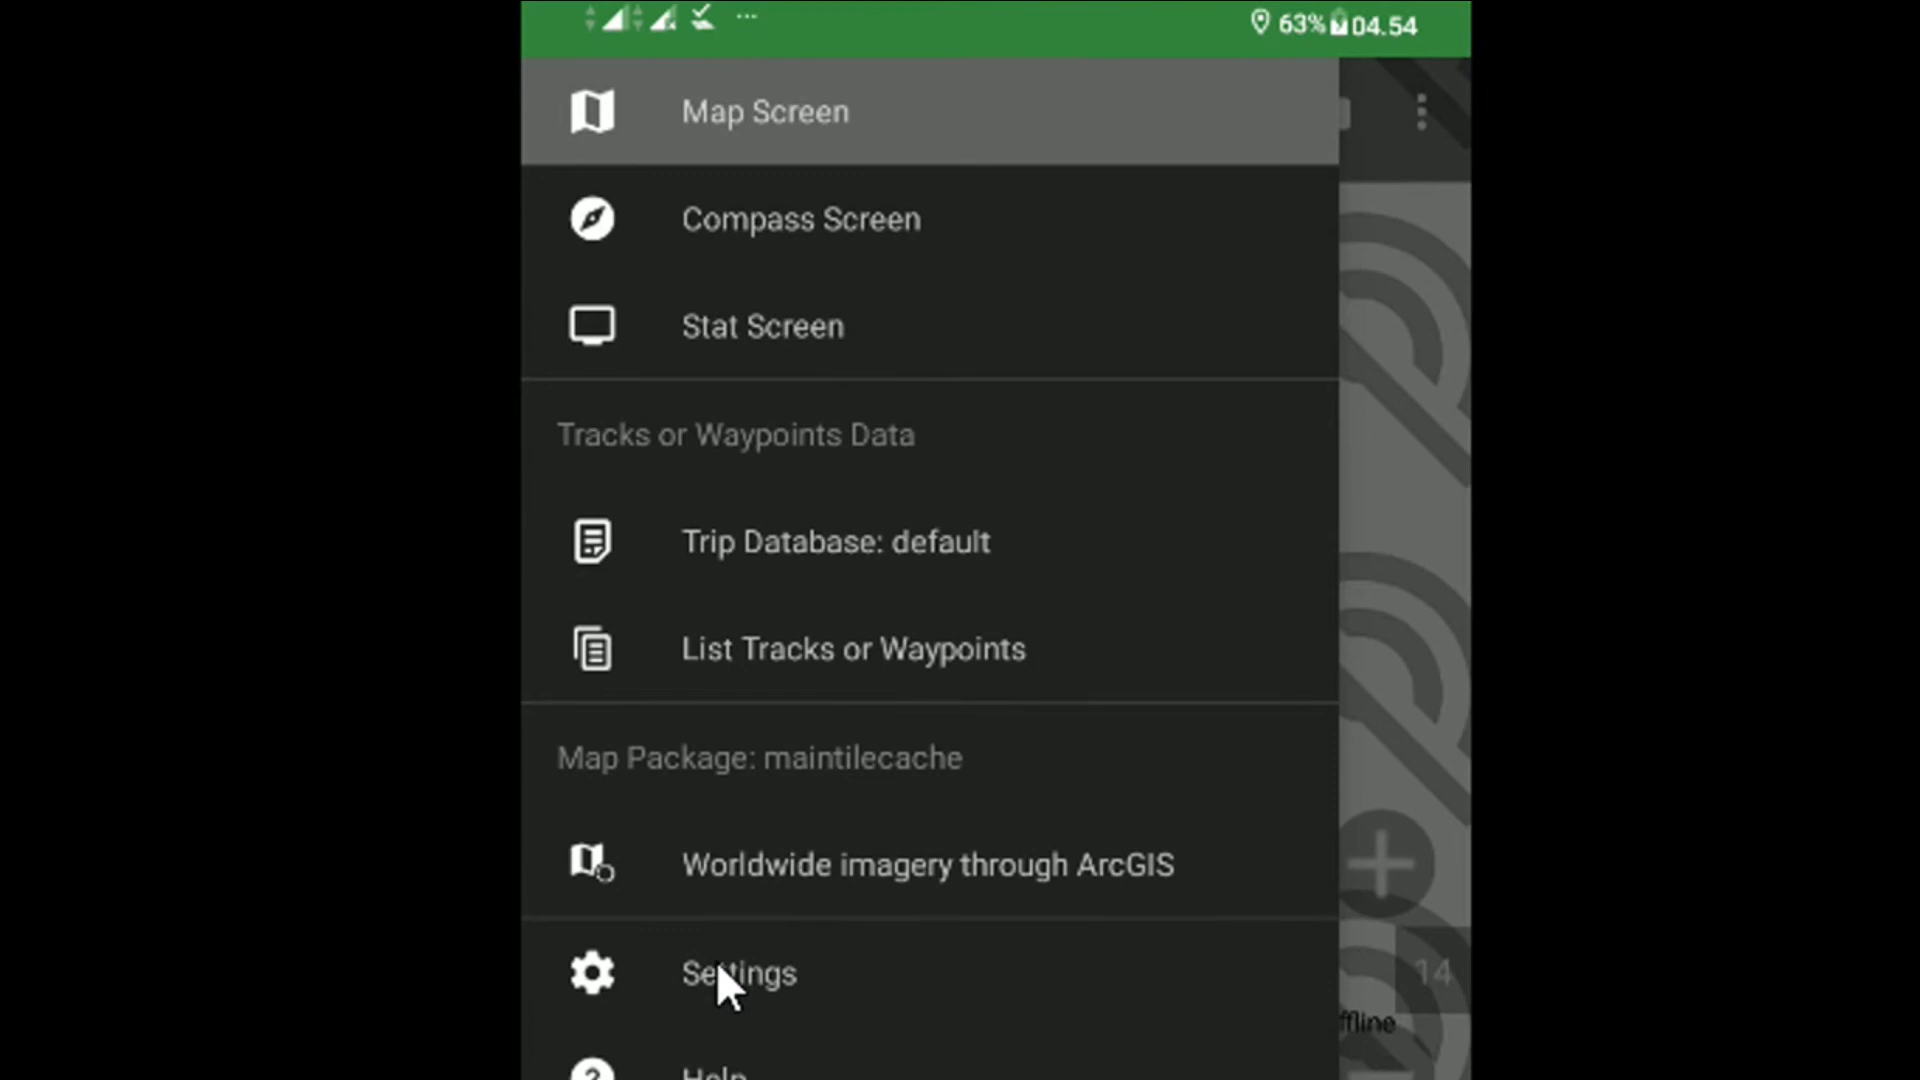 63% 04.54
Map Screen
Compass Screen
Stat Screen
Tracks or Waypoints Data
Trip Database: default
List Tracks or Waypoints
Map Package: maintilecache
Worldwide imagery through ArcGIS
14
Settings
ffline
Help